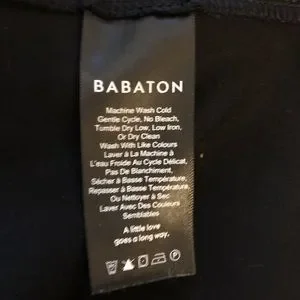 BABATON
Machine Wash Cold
Gentle Cycle, No Bleach,
Tumble Dry Low, Low Iron,
Or Dry Clean
Wash With Like Colours
Laver À La Machine À
L'eau Froide Au Cycle Délicat,
Pas De Blanchiment,
Sécher à Basse Température,
Repasser à Basse Température,
Ou Nettoyer à Sec
Laver Avec Des Couleurs
Semblables
A little love
goes a long way.